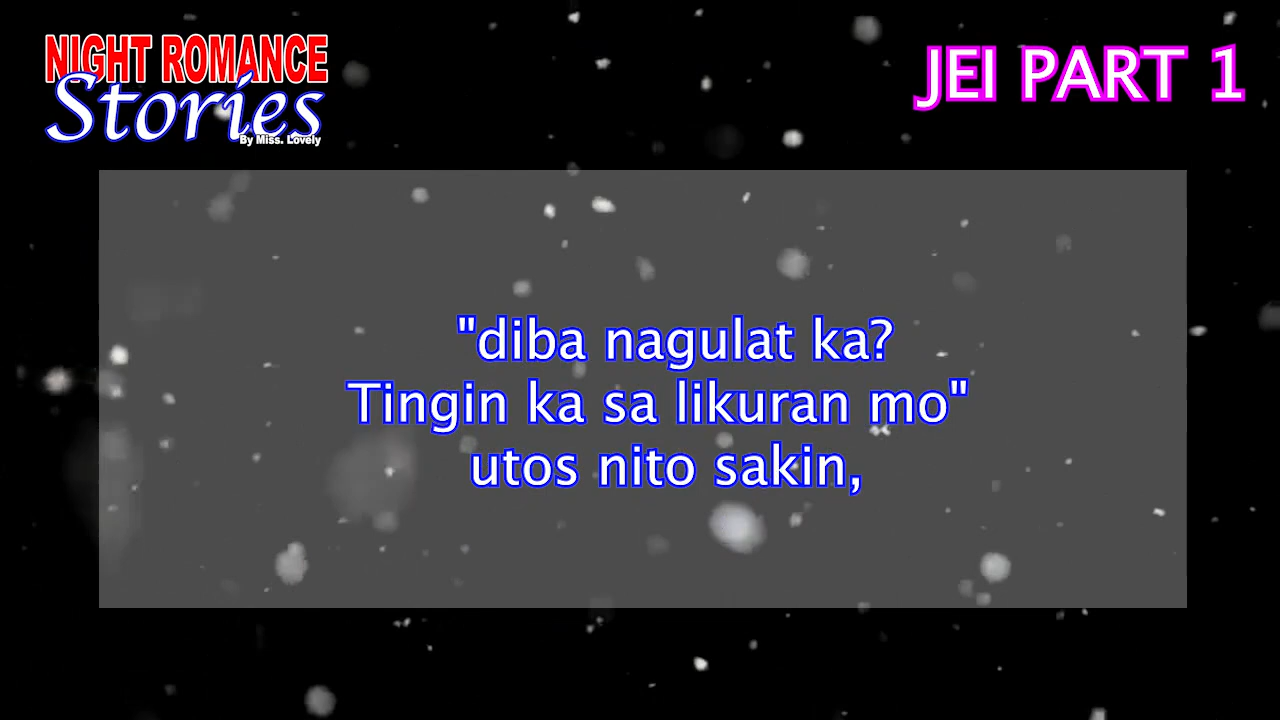 NIGHT ROMANCE
Stories
By Miss. Lovely
JEI PART 1
"diba nagulat ka?
Tingin ka sa likuran mo"
utos nito sakin,